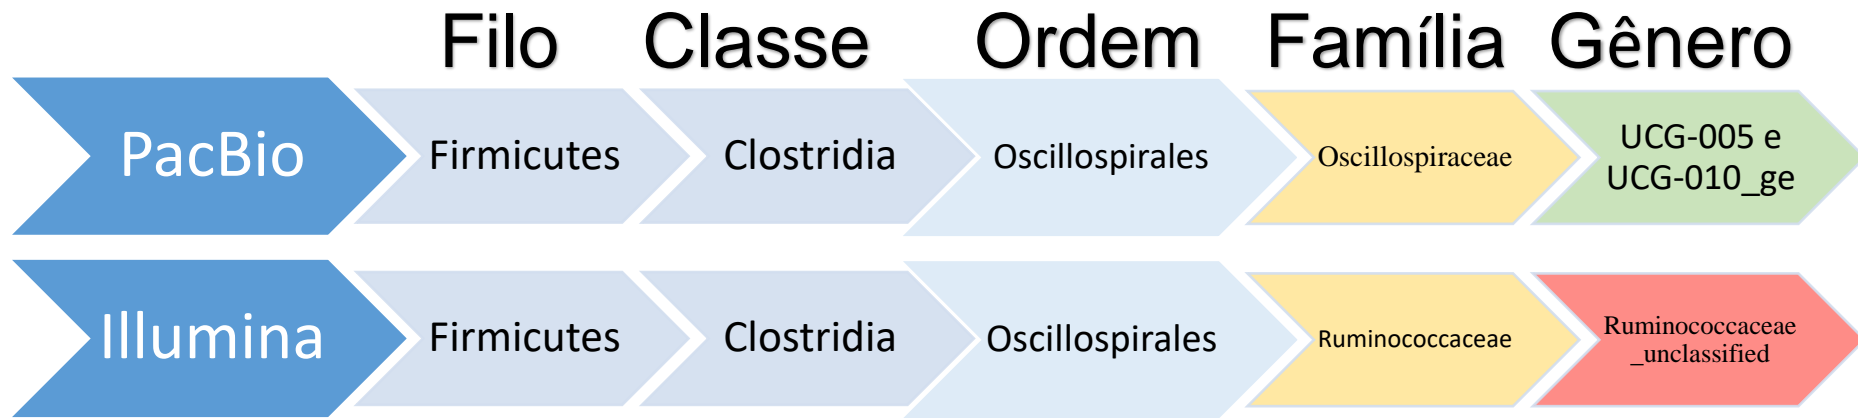 Filo Classe Ordem Família Gênero
PacBio Firmicutes Clostridia Oscillospirales Oscillospiraceae UCG-005 e
UCG-010_ge
Illumina Firmicutes Clostridia Oscillospirales Ruminococcaceae Ruminococcaceae
_unclassified